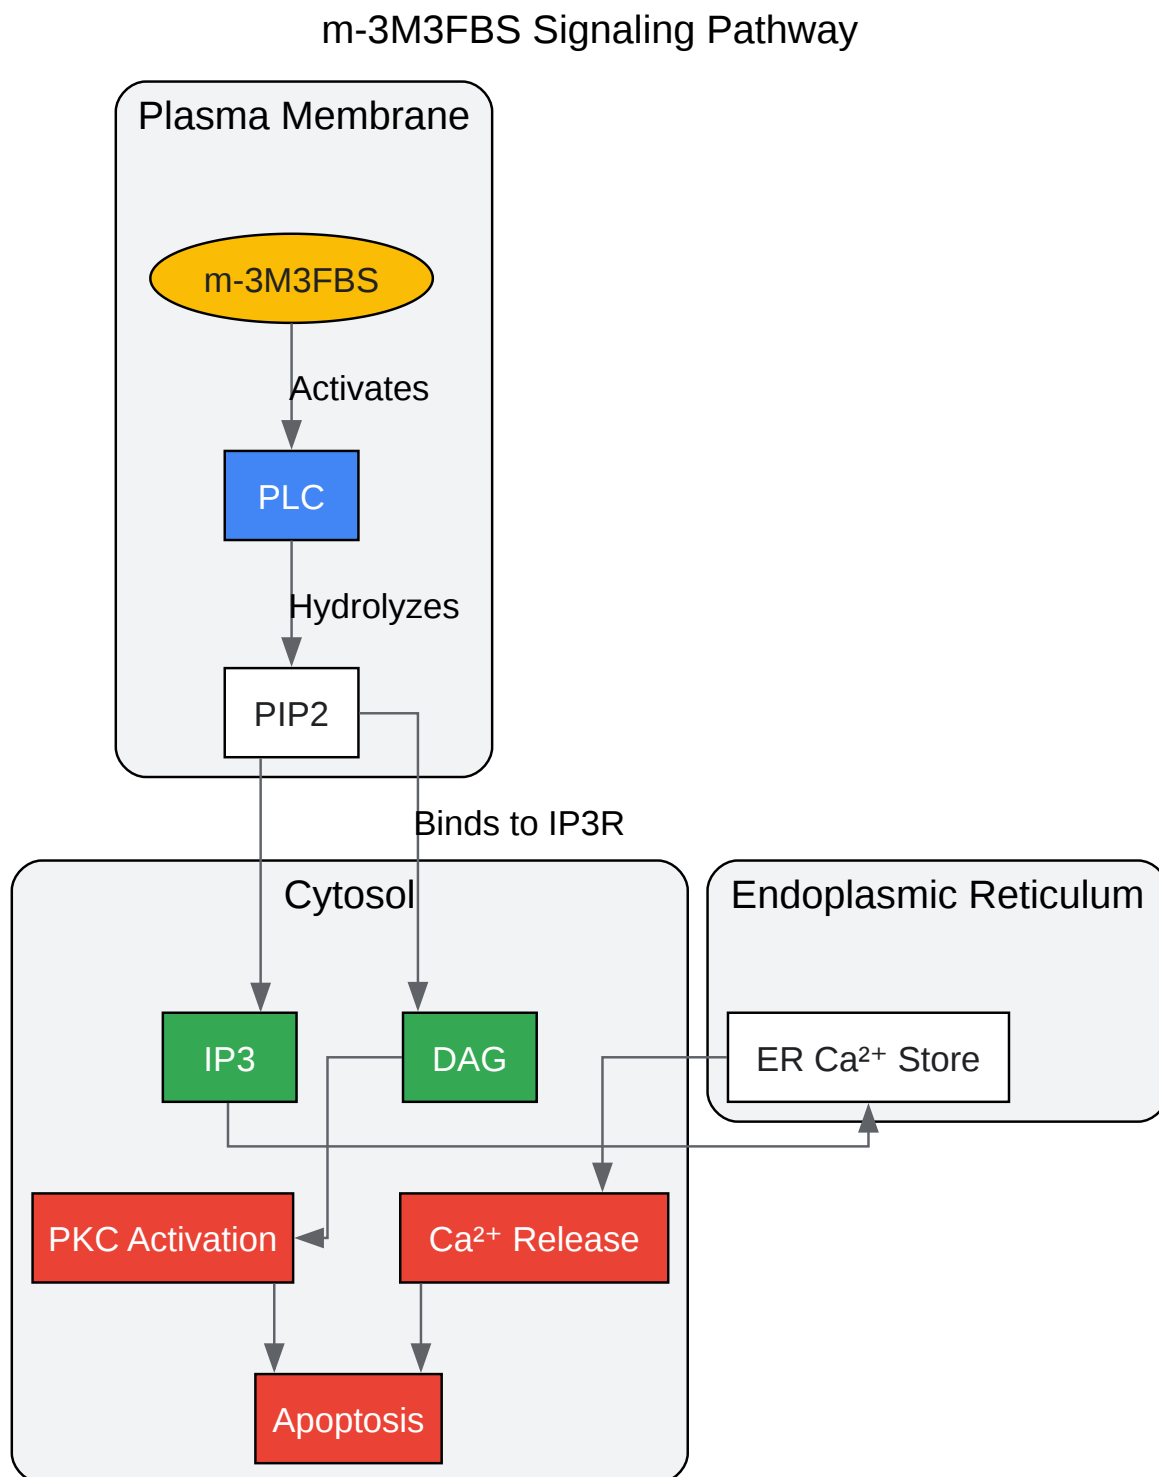 m-3M3FBS Signaling Pathway
Plasma Membrane
m-3M3FBS
Activates
PLC
Hydrolyzes
PIP2
Binds to IP3R
Cytosol
Endoplasmic Reticulum
IP3
DAG
ER Ca²⁺ Store
PKC Activation
Ca²⁺ Release
Apoptosis